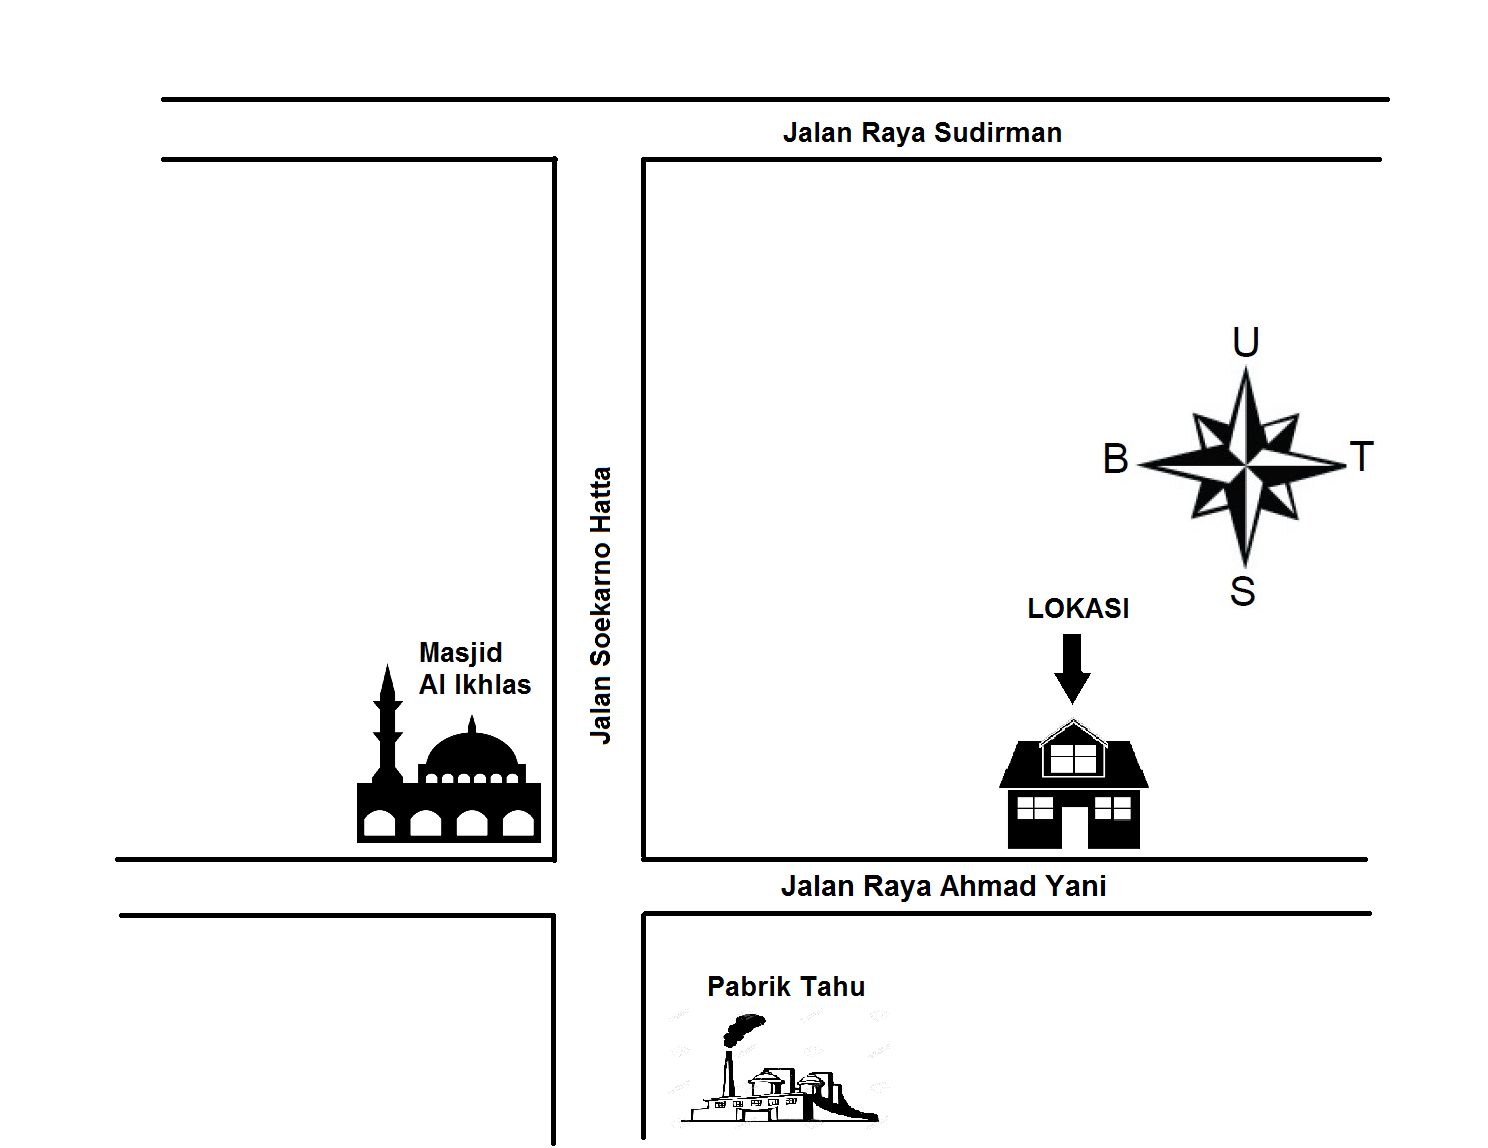 Jalan Raya Sudirman
U
B
T
S
Jalan Soekarno Hatta
LOKASI
Masjid
Al Ikhlas
Jalan Raya Ahmad Yani
Pabrik Tahu